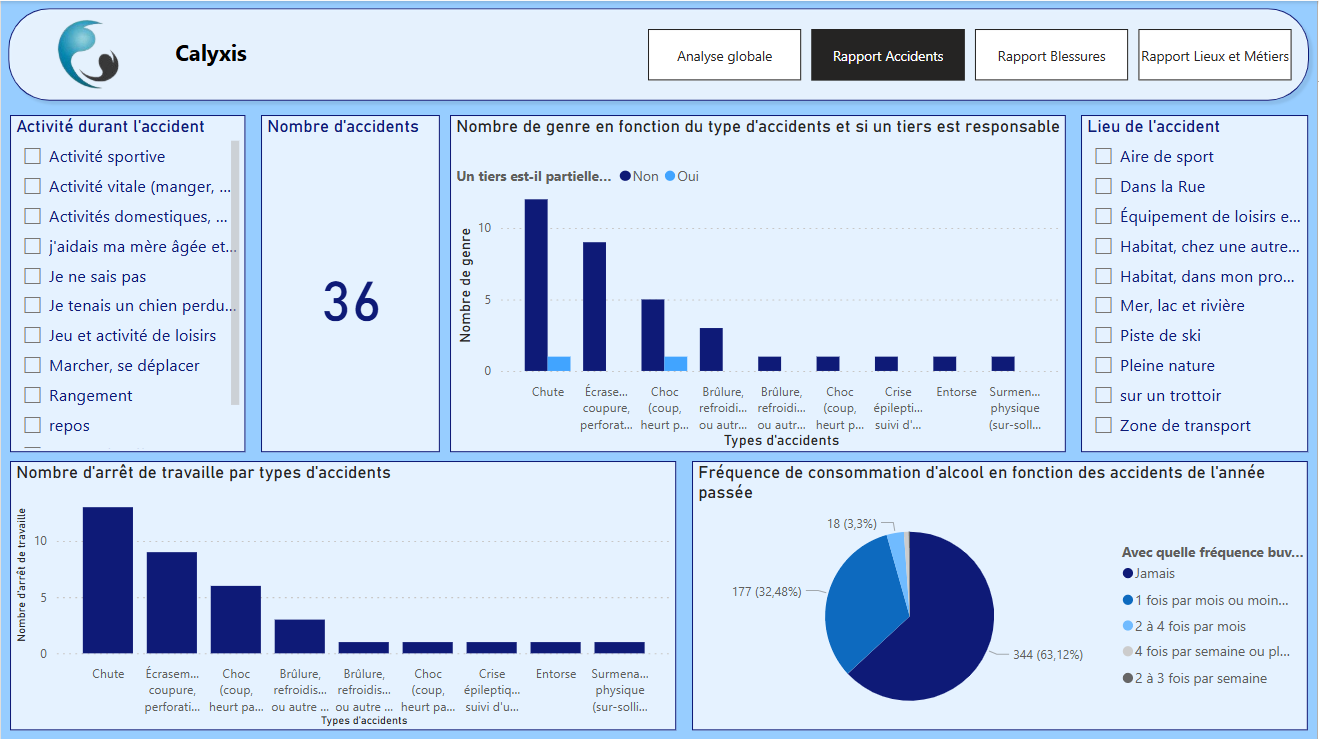 Calyxis
Analyse globale
Rapport Accidents
Rapport Blessures
Rapport Lieux et Métiers
Activité durant l'accident
Activité sportive
Activité vitale (manger, ...
Activités domestiques, ...
j'aidais ma mère âgée et...
Je ne sais pas
Je tenais un chien perdu...
Jeu et activité de loisirs
Marcher, se déplacer
Rangement
repos
Nombre d'accidents
36
Nombre de genre en fonction du type d'accidents et si un tiers est responsable
Un tiers est-il partielle...
Non
Oui
Nombre de genre
10
5
0
Chute
Écrase...
coupure,
perforat...
Choc
(coup,
heurt p...
Brûlure,
refroidi...
ou autre...
Brûlure,
refroidi...
ou autr...
Choc
(coup,
heurt p...
Crise
épilepti...
suivi d'...
Entorse
Surmen...
physique
(sur-soll...
Types d'accidents
Lieu de l'accident
Aire de sport
Dans la Rue
Équipement de loisirs e...
Habitat, chez une autre...
Habitat, dans mon pro...
Mer, lac et rivière
Piste de ski
Pleine nature
sur un trottoir
Zone de transport
Nombre d'arrêt de travaille par types d'accidents
Nombre d'arrêt de travaille
10
5
0
Chute
Écrasem...
coupure,
perforati...
Choc
(coup,
heurt pa...
Brûlure,
refroidis...
ou autre ...
Brûlure,
refroidis...
ou autre ...
Choc
(coup,
heurt pa...
Crise
épileptiq...
suivi d'u...
Entorse
Surmena...
physique
(sur-solli...
Types d'accidents
Fréquence de consommation d'alcool en fonction des accidents de l'année
passée
18 (3,3%)
177 (32,48%)
344 (63,12%)
Avec quelle fréquence buv...
Jamais
1 fois par mois ou moin...
2 à 4 fois par mois
4 fois par semaine ou pl...
2 à 3 fois par semaine